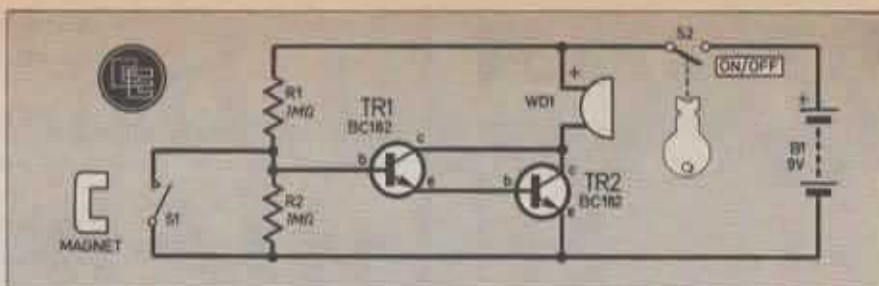 S2
ON/OFF
R1
1MΩ
TR1
BC182
WD1
+
+
c
b
e
B1
9V
MAGNET
S1
R2
1MΩ
b
c
e
TR2
BC182